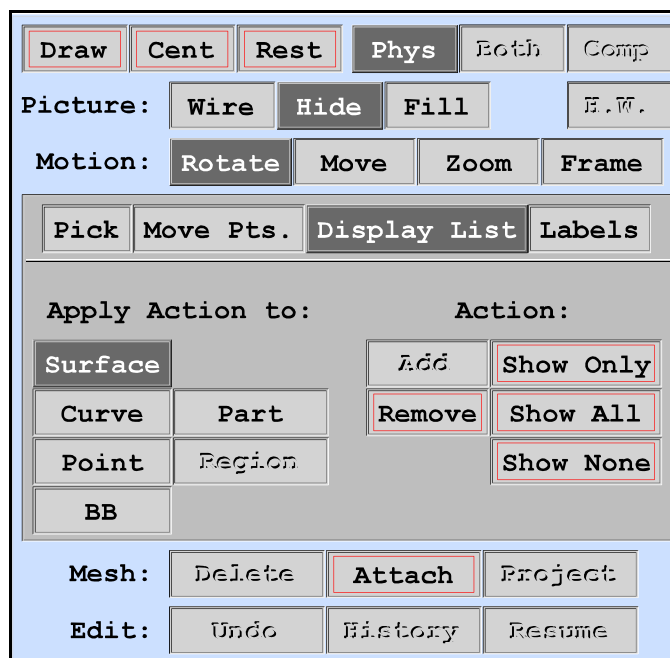 Draw Cent Rest Phys Both Comp
Picture: Wire Hide Fill H.W.
Motion: Rotate Move Zoom Frame
Pick Move Pts. Display List Labels
Apply Action to: Action:
Surface Add Show Only
Curve Part Remove Show All
Point Region Show None
BB
Mesh: Delete Attach Project
Edit: Undo History Resume